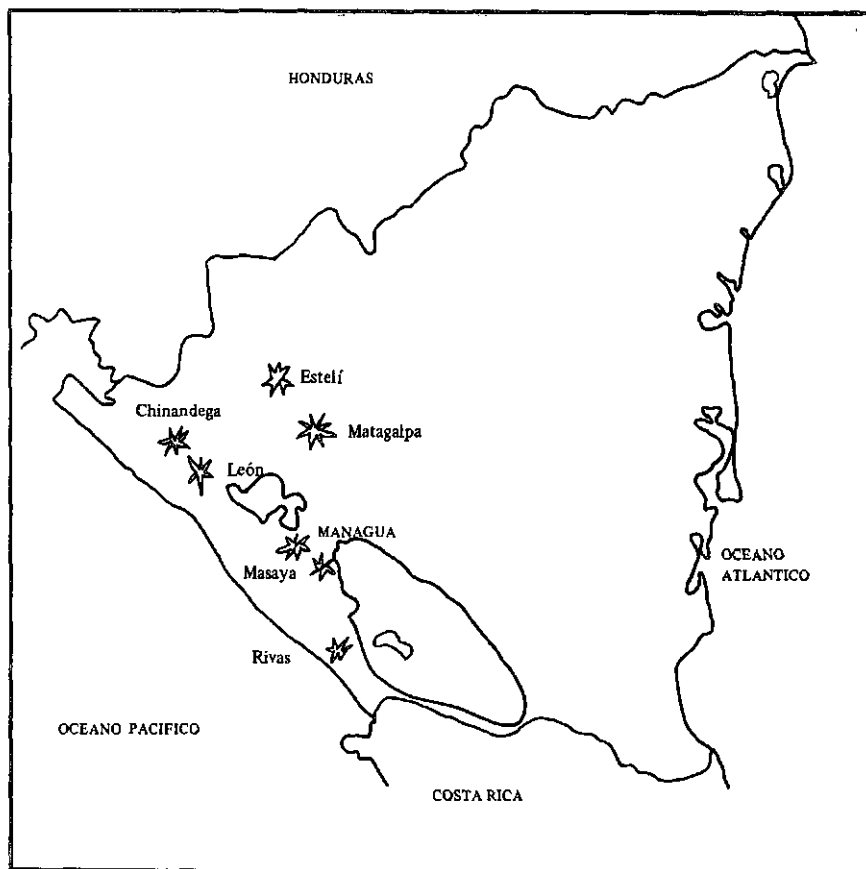 HONDURAS
Estelí
Chinandega
Matagalpa
León
MANAGUA
Masaya
OCEANO
ATLANTICO
Rivas
OCEANO PACIFICO
COSTA RICA